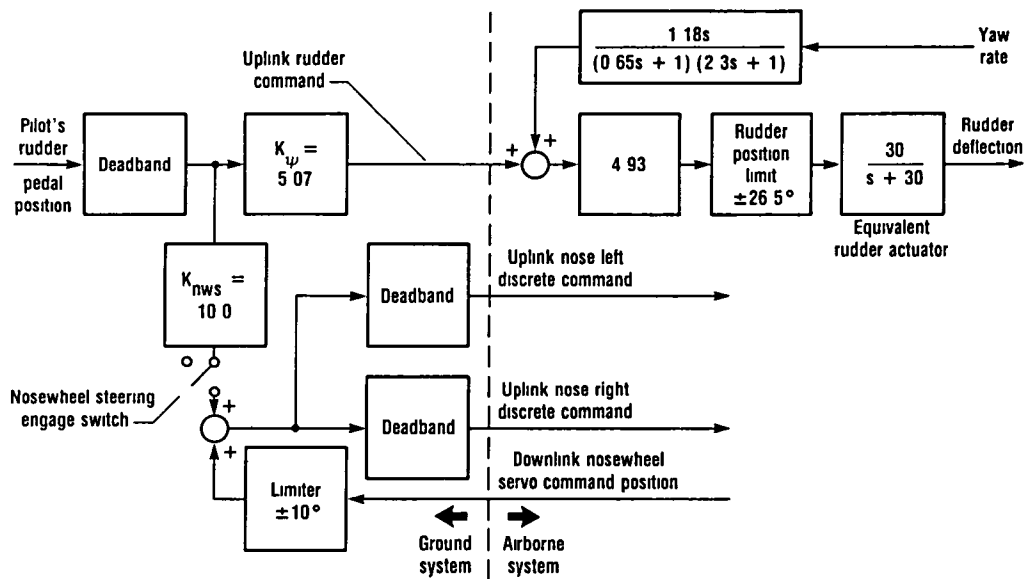 Pilot's
rudder
pedal
position
Deadband
K_ψ =
5 07
Uplink rudder
command
1 18s
(0 65s + 1) (2 3s + 1)
Yaw
rate
+
+
4 93
Rudder
position
limit
±26 5°
30
s + 30
Equivalent
rudder actuator
Rudder
deflection
K_nws =
10 0
Nosewheel steering
engage switch
+
+
Deadband
Uplink nose left
discrete command
Deadband
Uplink nose right
discrete command
Limiter
±10°
Downlink nosewheel
servo command position
Ground
system
Airborne
system